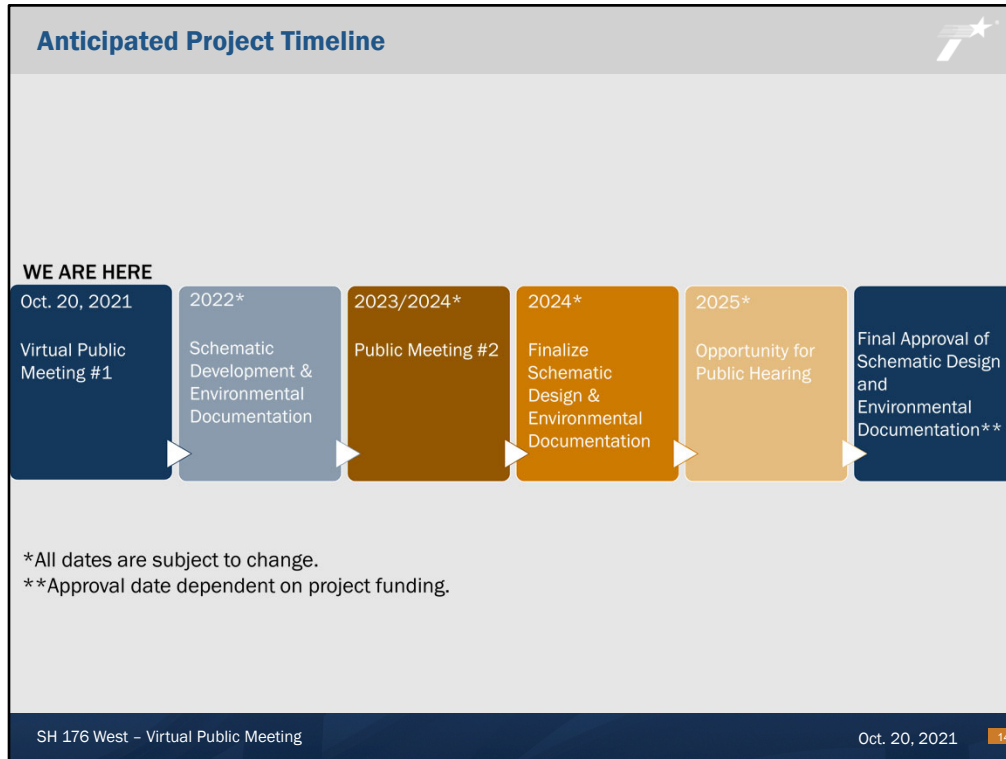 Anticipated Project Timeline
WE ARE HERE
Oct. 20, 2021
Virtual Public
Meeting #1
2022*
Schematic
Development &
Environmental
Documentation
2023/2024*
Public Meeting #2
2024*
Finalize
Schematic
Design &
Environmental
Documentation
2025*
Opportunity for
Public Hearing
Final Approval of
Schematic Design
and
Environmental
Documentation**
*All dates are subject to change.
**Approval date dependent on project funding.
SH 176 West – Virtual Public Meeting
Oct. 20, 2021
14